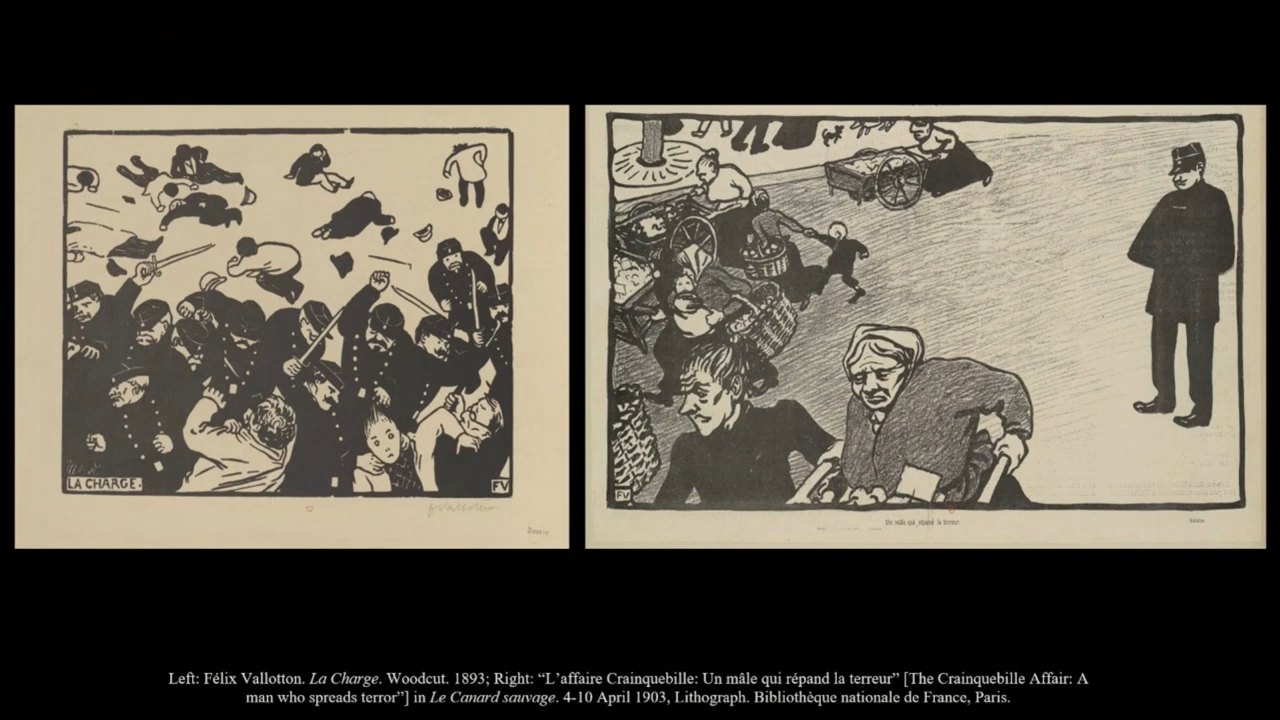 LA CHARGE.
FV
FV
Un mâle qui répand la terreur.
Left: Félix Vallotton. La Charge. Woodcut. 1893; Right: “L’affaire Crainquebille: Un mâle qui répand la terreur” [The Crainquebille Affair: A
man who spreads terror”] in Le Canard sauvage. 4-10 April 1903, Lithograph. Bibliothèque nationale de France, Paris.